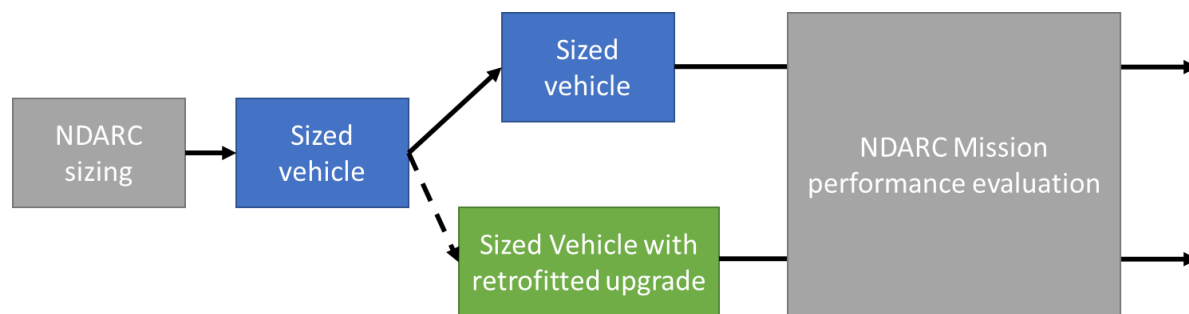 NDARC
sizing
Sized
vehicle
Sized
vehicle
Sized Vehicle with
retrofitted upgrade
NDARC Mission
performance evaluation